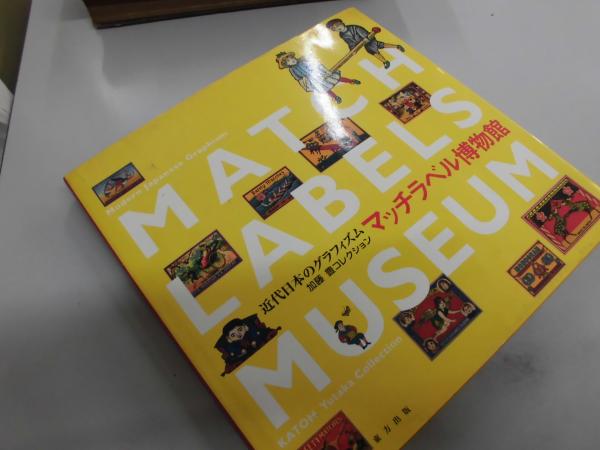 MATCH
Modern Japanese Graphism
LABELS
マッチラベル博物館
近代日本のグラフィズム
加藤 豊コレクション
MUSEUM
KATOH Yutaka Collection
東方出版